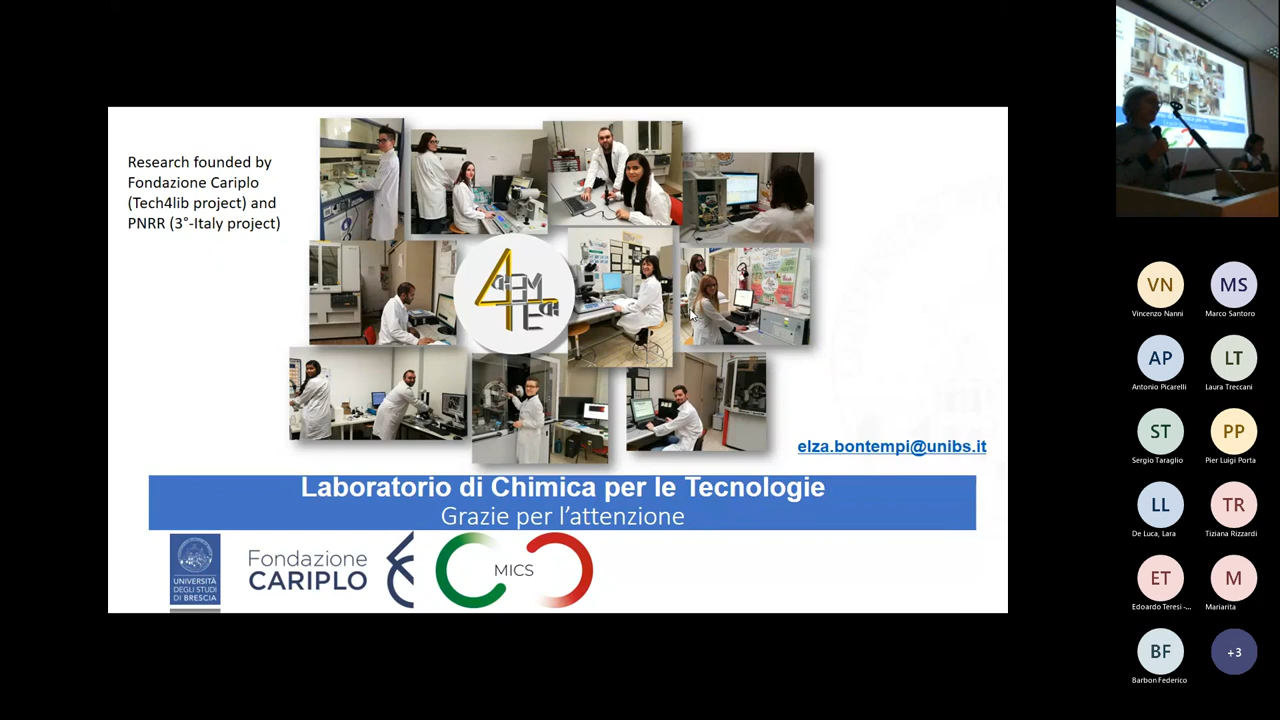 Research founded by
Fondazione Cariplo
(Tech4lib project) and
PNRR (3°-Italy project)
elza.bontempi@unibs.it
Laboratorio di Chimica per le Tecnologie
Grazie per l'attenzione
UNIVERSITÀ
DEGLI STUDI
DI BRESCIA
Fondazione
CARIPLO
MICS
VN
Vincenzo Nanni
MS
Marco Santoro
AP
Antonio Picarelli
LT
Laura Treccani
ST
Sergio Taraglio
PP
Pier Luigi Porta
LL
De Luca, Lara
TR
Tiziana Rizzardi
ET
Edoardo Teresi -...
M
Mariarita
BF
Barbon Federico
+3